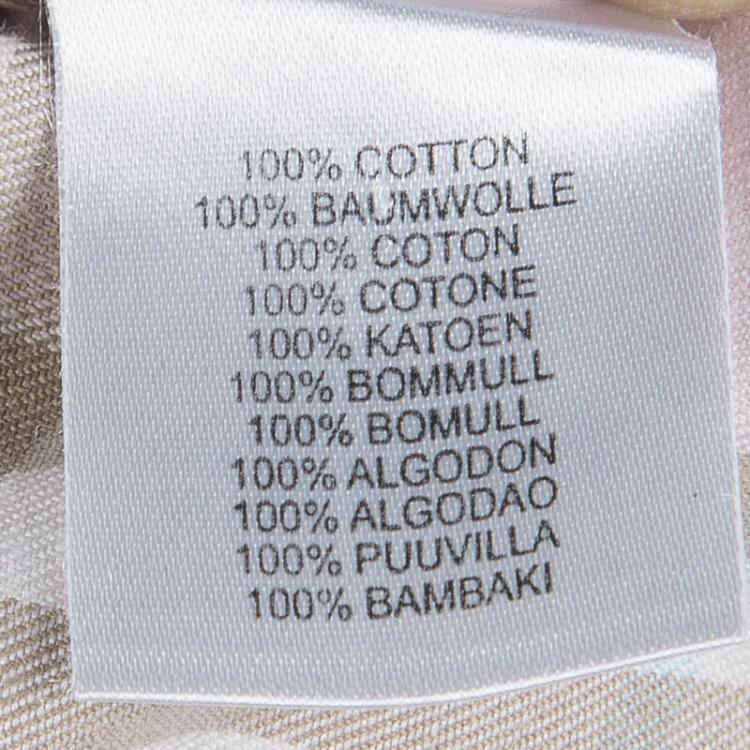 100% COTTON
100% BAUMWOLLE
100% COTON
100% COTONE
100% KATOEN
100% BOMMULL
100% BOMULL
100% ALGODON
100% ALGODAO
100% PUUVILLA
100% BAMBAKI